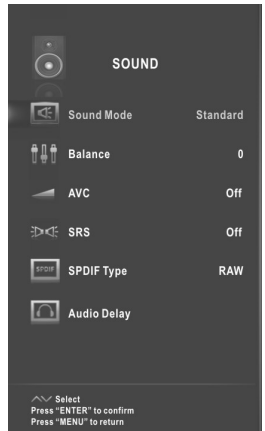 SOUND
Sound Mode Standard
Balance 0
AVC Off
SRS Off
SPDIF SPDIF Type RAW
Audio Delay
Select
Press “ENTER” to confirm
Press “MENU” to return